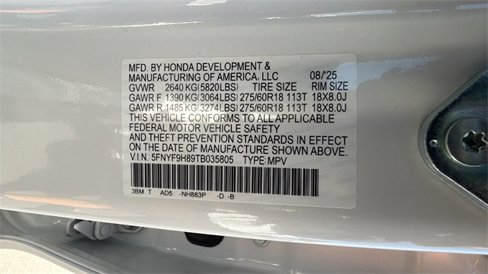 MFD. BY HONDA DEVELOPMENT & 08/'25
MANUFACTURING OF AMERICA, LLC
GVWR 2640 KG(5820LBS) TIRE SIZE RIM SIZE
GAWR F 1390 KG(3064LBS) 275/60R18 113T 18X8.0J
GAWR R 1485 KG(3274LBS) 275/60R18 113T 18X8.0J
THIS VEHICLE CONFORMS TO ALL APPLICABLE
FEDERAL MOTOR VEHICLE SAFETY
AND THEFT PREVENTION STANDARDS IN EFFECT
ON THE DATE OF MANUFACTURE SHOWN ABOVE.
V.I.N. 5FNYF9H89TB035805 TYPE MPV
3BM T AD5 -NH883P -D -B